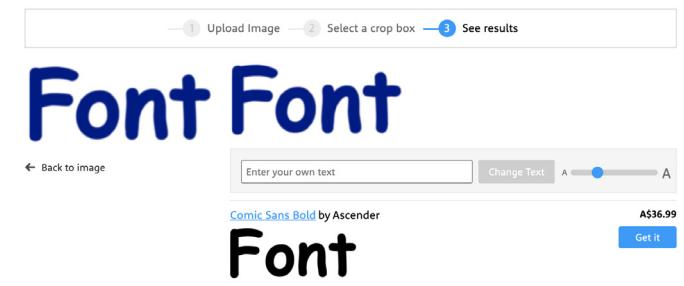 1 Upload Image 2 Select a crop box 3 See results
Font Font
← Back to image
Enter your own text Change Text A A
Comic Sans Bold by Ascender A$36.99
Font Get it